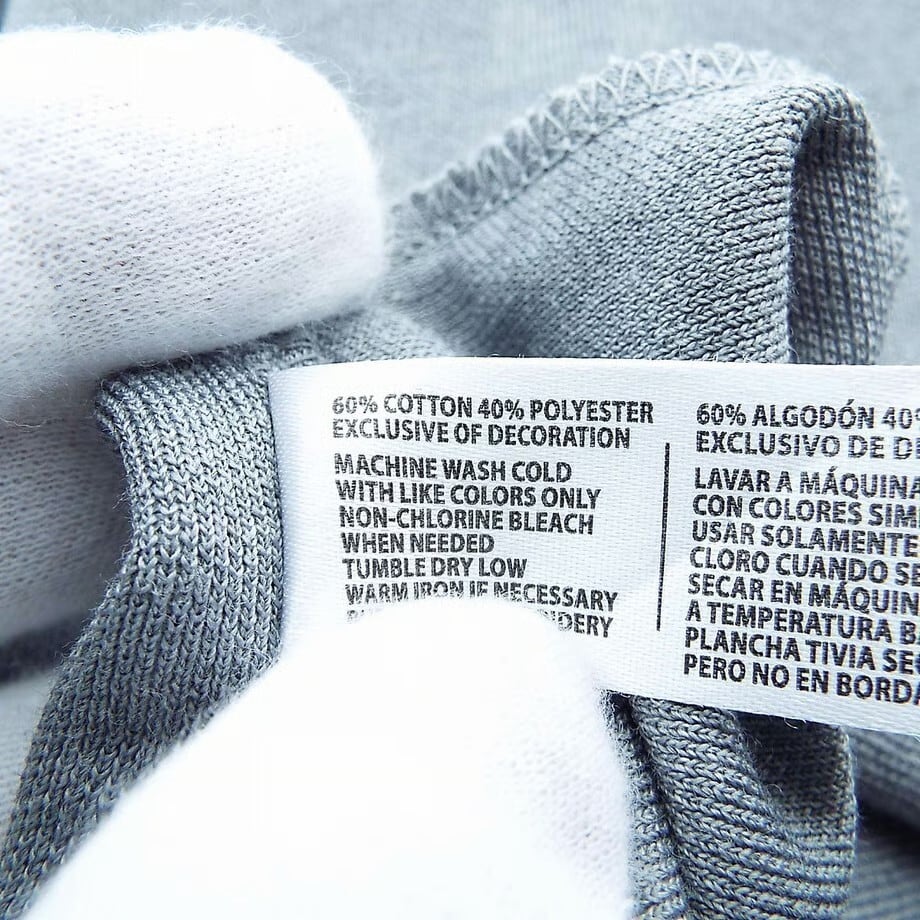 60% COTTON 40% POLYESTER
EXCLUSIVE OF DECORATION
MACHINE WASH COLD
WITH LIKE COLORS ONLY
NON-CHLORINE BLEACH
WHEN NEEDED
TUMBLE DRY LOW
WARM IRON IF NECESSARY
60% ALGODÓN
EXCLUSIVO DE
LAVAR A MÁQUINA
CON COLORES
USAR SOLAMENTE
CLORO CUANDO
SECAR EN
A TEMPERATURA
PLANCHA TIVIA
PERO NO EN